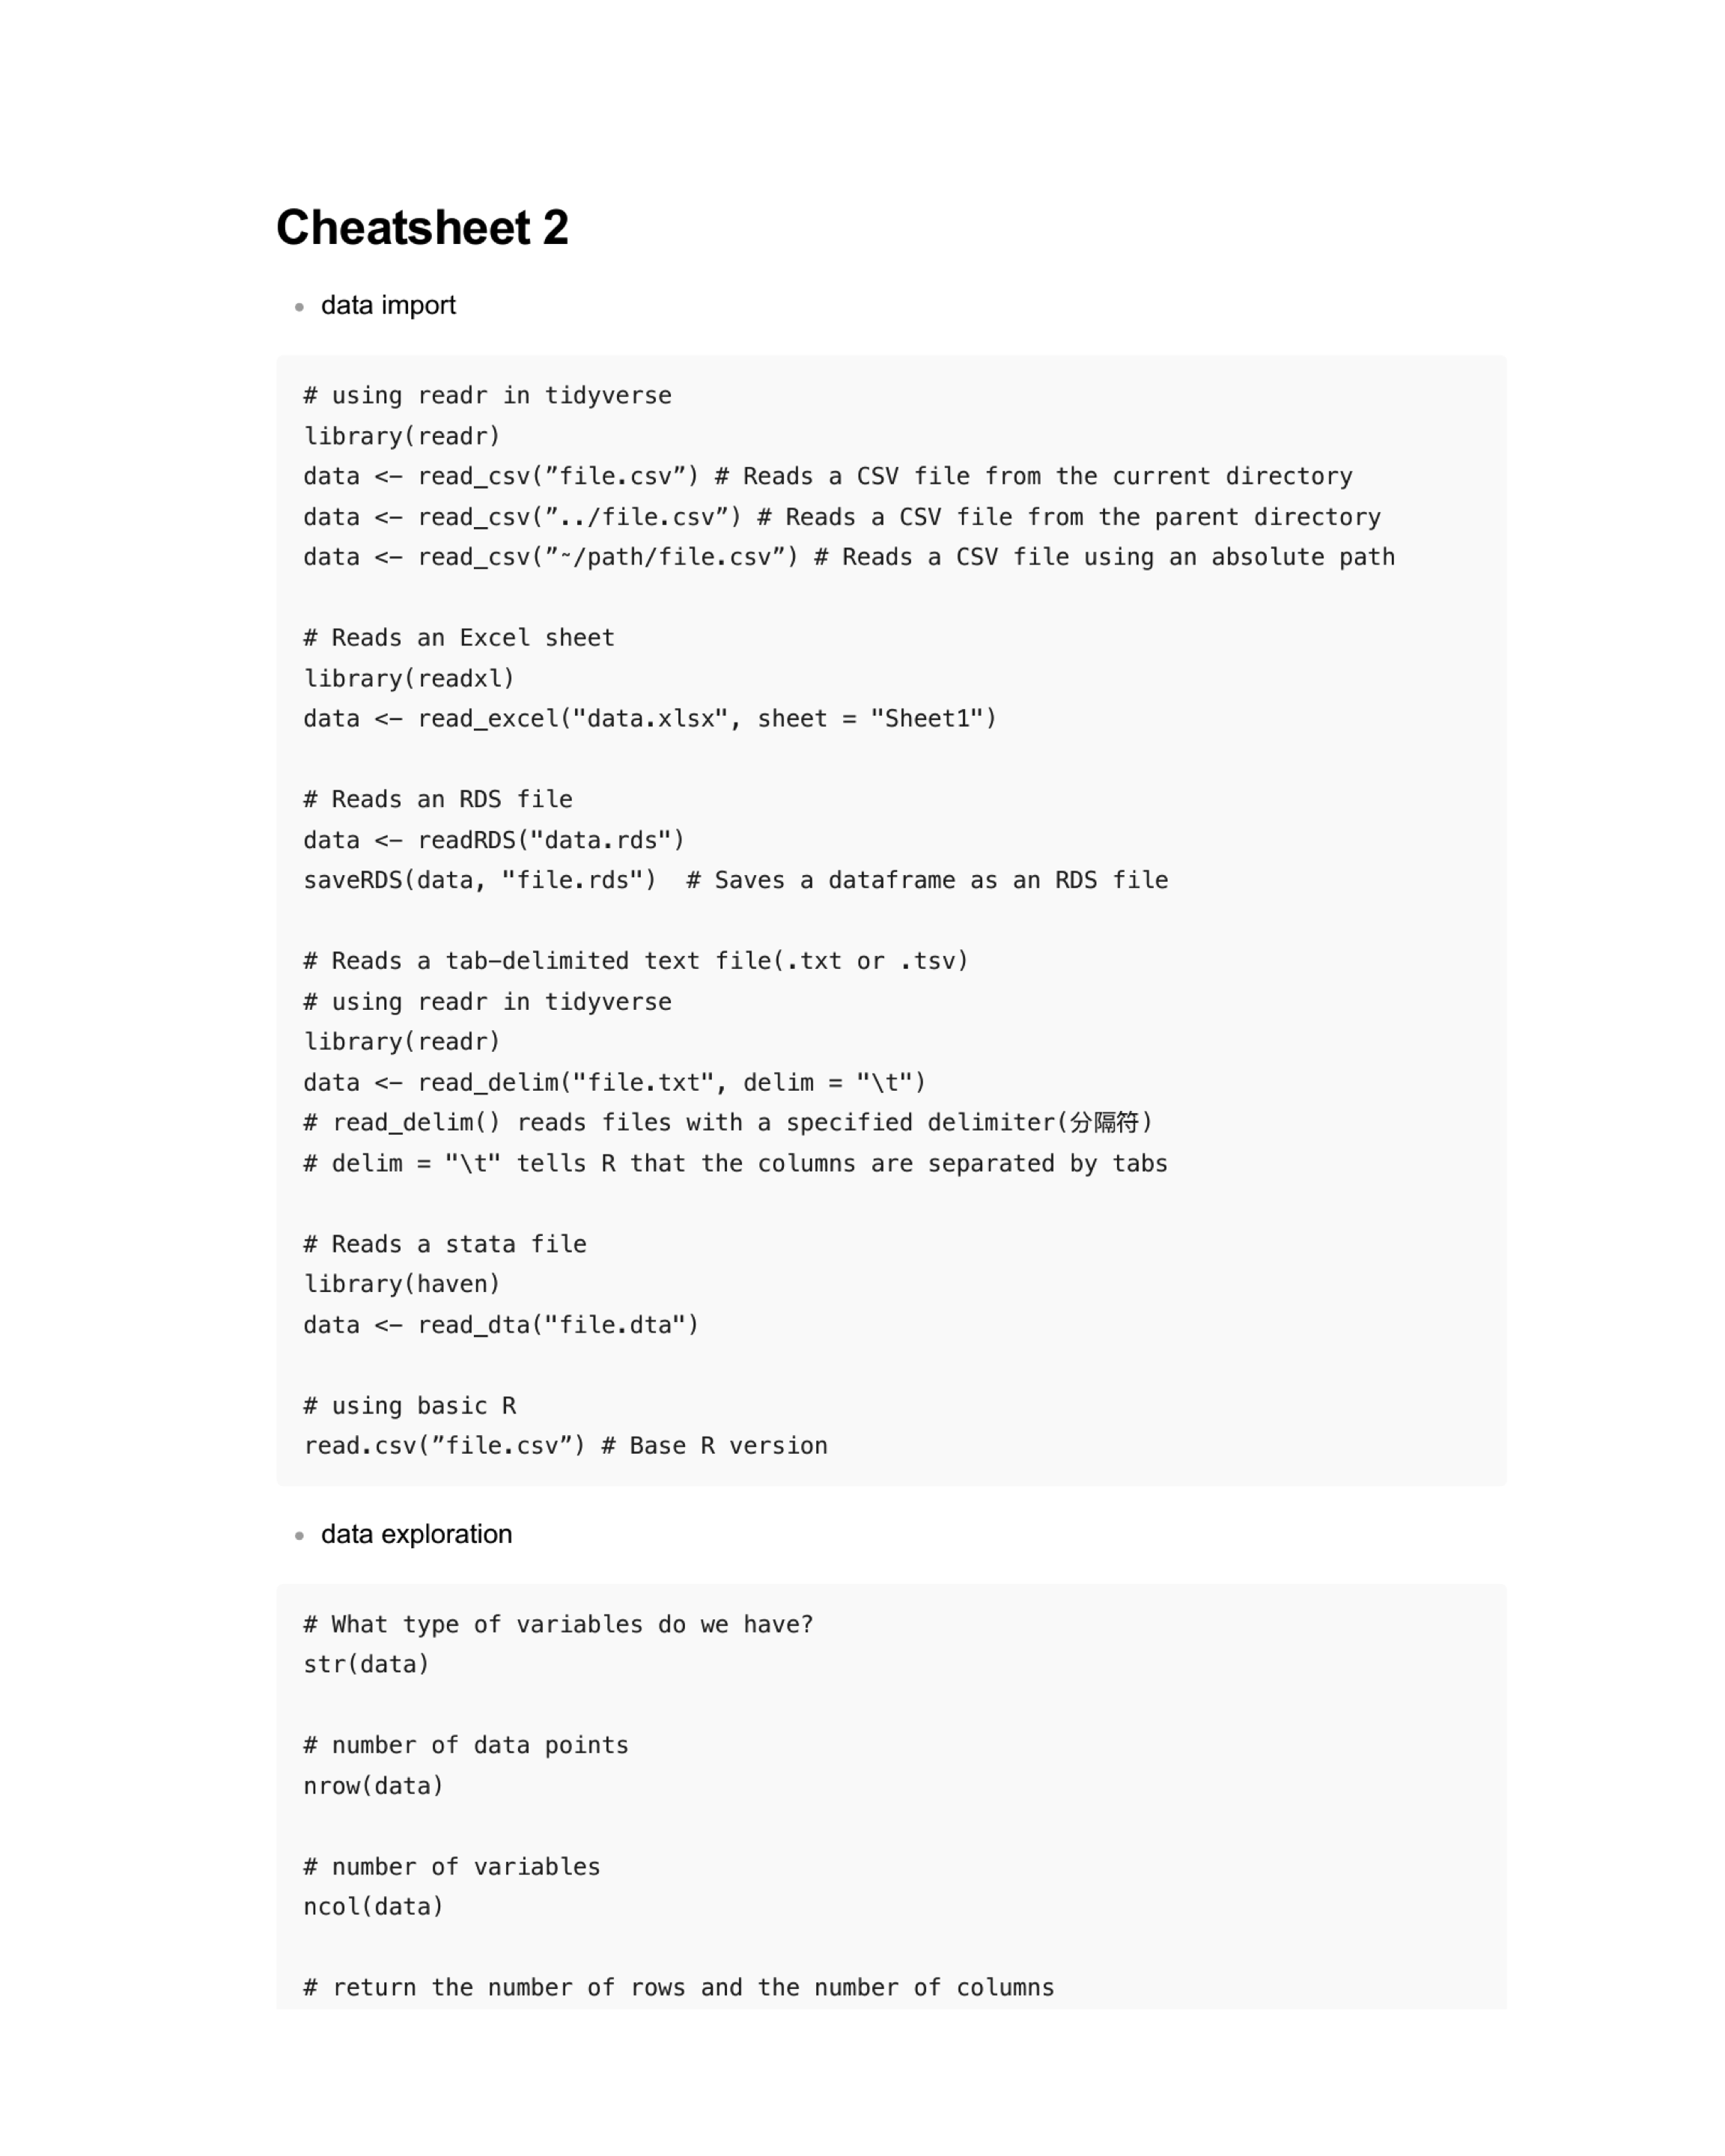 Cheatsheet 2
• data import
# using readr in tidyverse
library(readr)
data <- read_csv(”file.csv”) # Reads a CSV file from the current directory
data <- read_csv(”../file.csv”) # Reads a CSV file from the parent directory
data <- read_csv(”~/path/file.csv”) # Reads a CSV file using an absolute path
# Reads an Excel sheet
library(readxl)
data <- read_excel("data.xlsx", sheet = "Sheet1")
# Reads an RDS file
data <- readRDS("data.rds")
saveRDS(data, "file.rds")  # Saves a dataframe as an RDS file
# Reads a tab-delimited text file(.txt or .tsv)
# using readr in tidyverse
library(readr)
data <- read_delim("file.txt", delim = "\t")
# read_delim() reads files with a specified delimiter(分隔符)
# delim = "\t" tells R that the columns are separated by tabs
# Reads a stata file
library(haven)
data <- read_dta("file.dta")
# using basic R
read.csv(”file.csv”) # Base R version
• data exploration
# What type of variables do we have?
str(data)
# number of data points
nrow(data)
# number of variables
ncol(data)
# return the number of rows and the number of columns